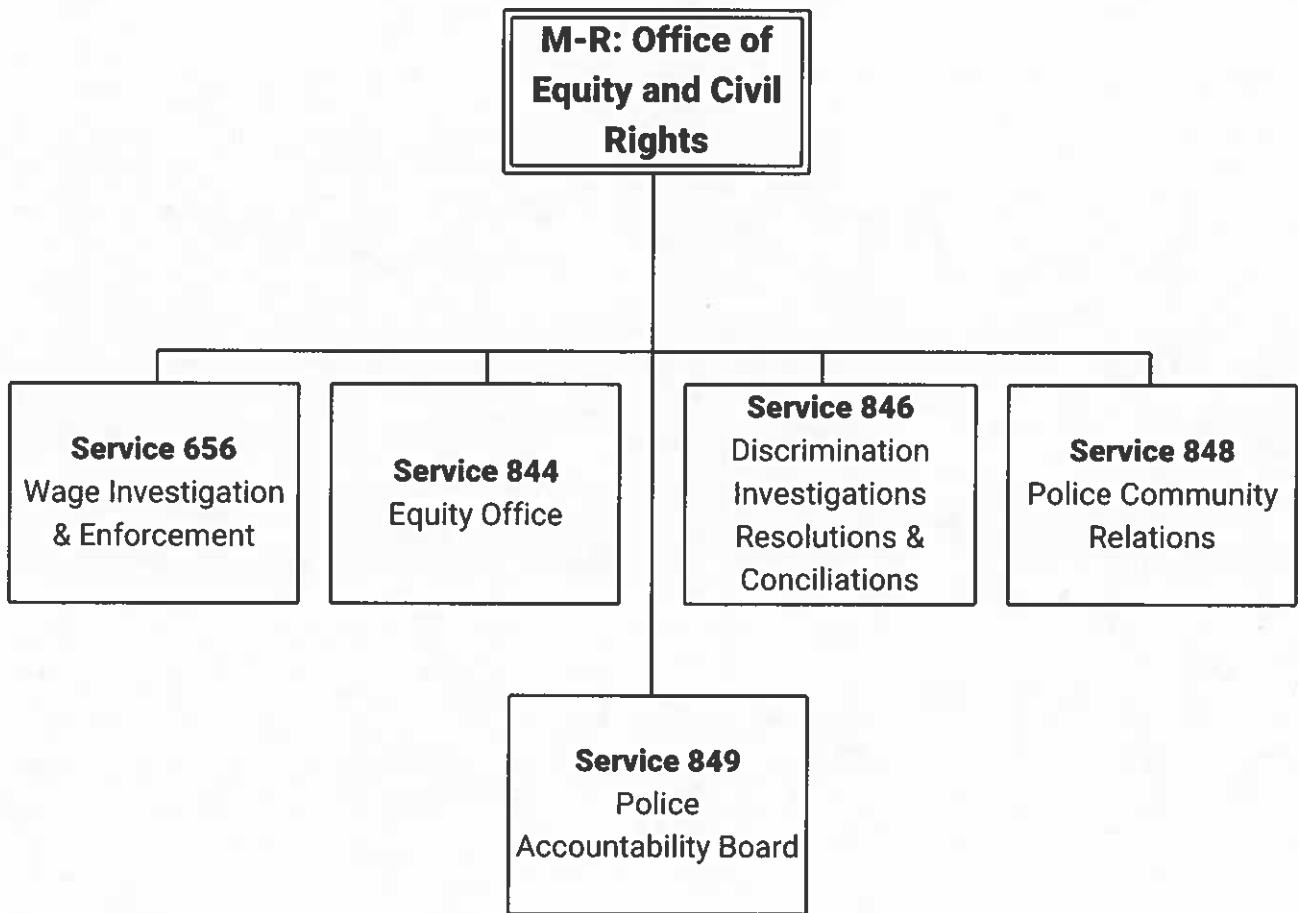 M-R: Office of
Equity and Civil
Rights
Service 656
Wage Investigation
& Enforcement
Service 844
Equity Office
Service 846
Discrimination
Investigations
Resolutions &
Conciliations
Service 848
Police Community
Relations
Service 849
Police
Accountability Board